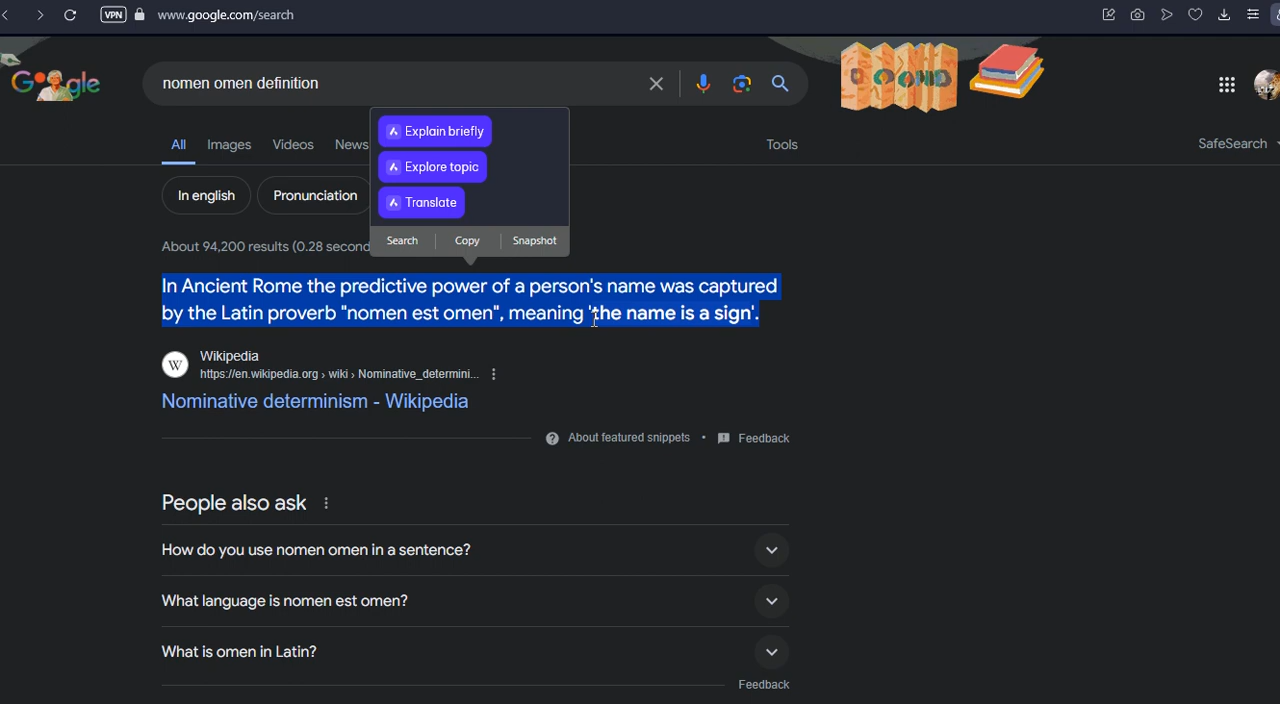 VPN www.google.com/search
Google
nomen omen definition
Explain briefly
Explore topic
Translate
Search Copy Snapshot
All Images Videos News Tools SafeSearch
In english Pronunciation
About 94,200 results (0.28 second
In Ancient Rome the predictive power of a person's name was captured
by the Latin proverb "nomen est omen", meaning 'the name is a sign'.
W Wikipedia
https://en.wikipedia.org › wiki › Nominative_determini...
Nominative determinism - Wikipedia
About featured snippets • Feedback
People also ask
How do you use nomen omen in a sentence?
What language is nomen est omen?
What is omen in Latin?
Feedback